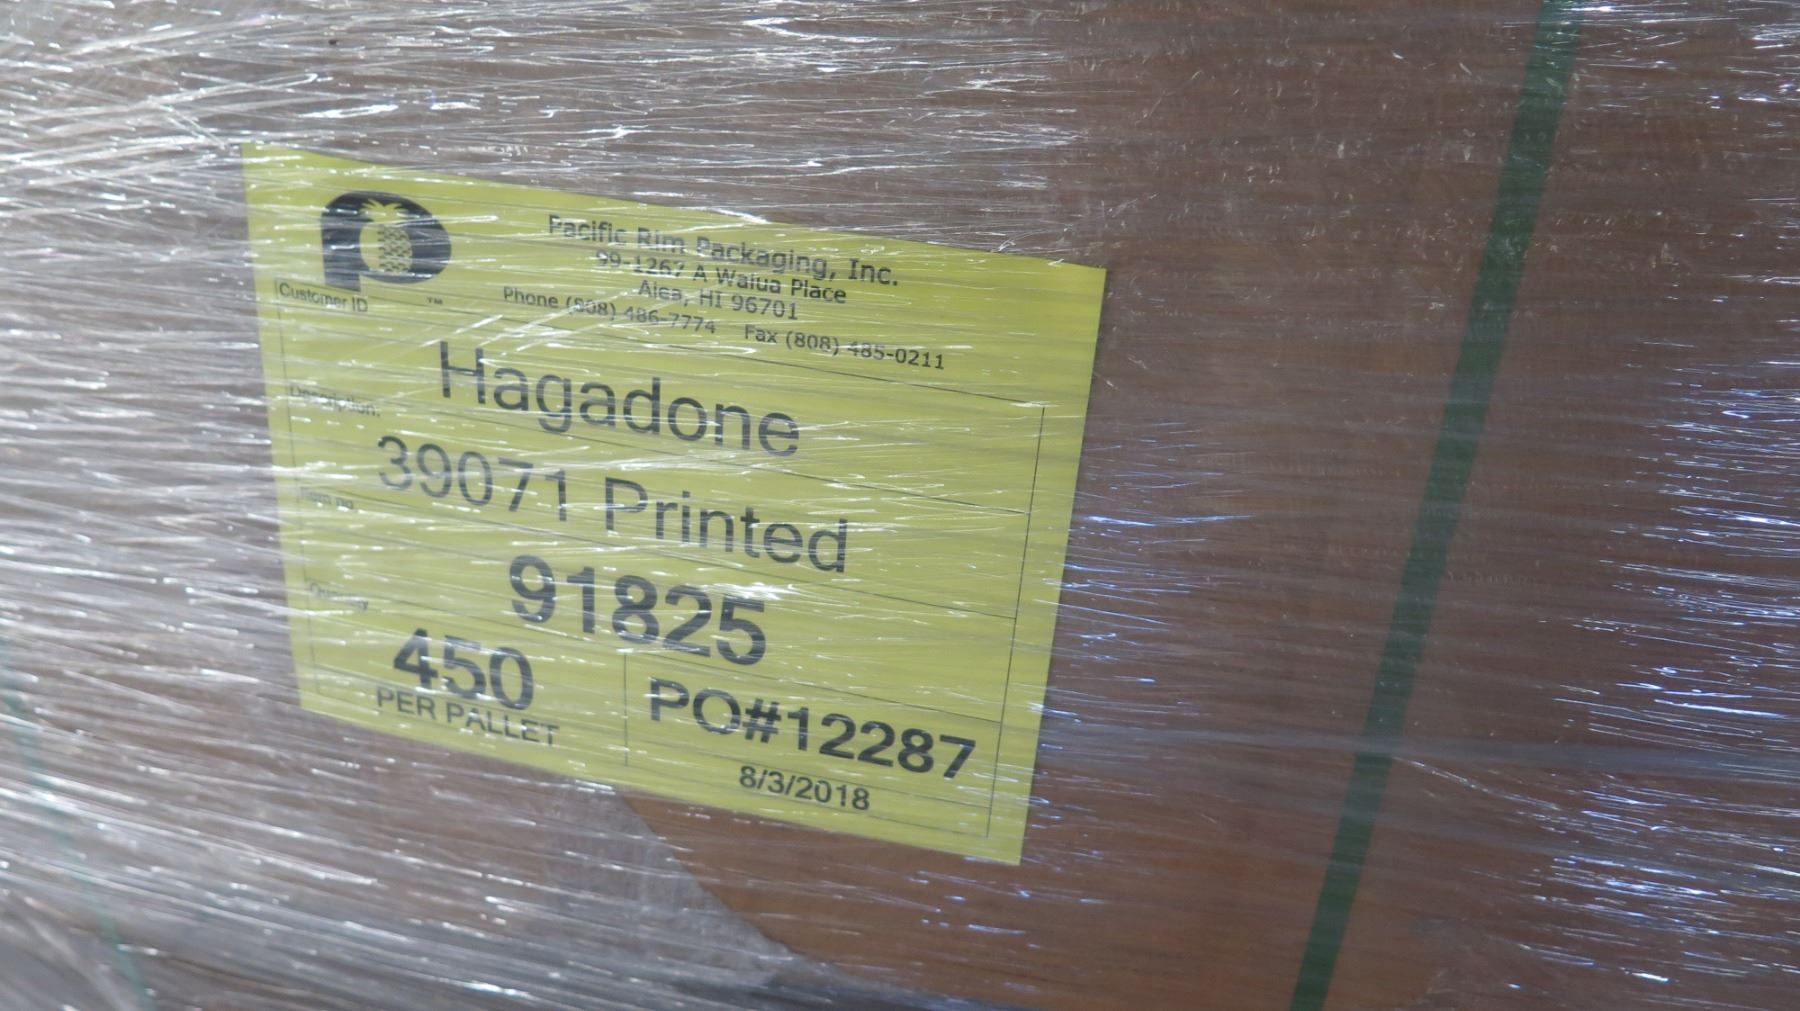 Pacific Rim Packaging, Inc.
99-1267 A Waiua Place
Aiea, HI 96701
Phone (808) 486-7774 Fax (808) 485-0211
Customer ID
TM
Hagadone
Description:
39071 Printed
Item no
91825
Quantity
450
PER PALLET
PO#12287
8/3/2018